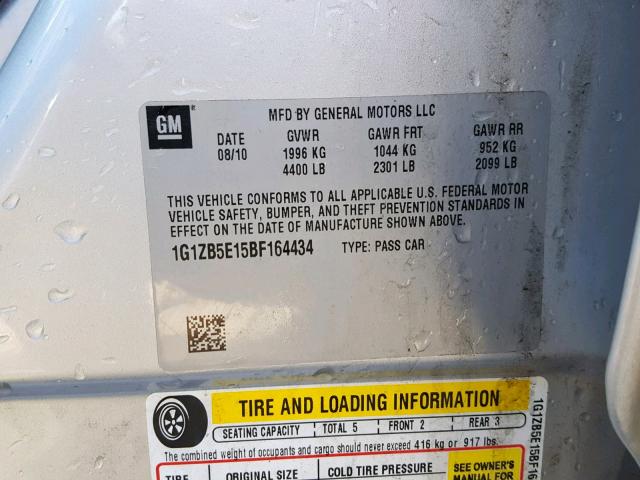 GM
MFD BY GENERAL MOTORS LLC
DATE GVWR GAWR FRT GAWR RR
08/10 1996 KG 1044 KG 952 KG
4400 LB 2301 LB 2099 LB
THIS VEHICLE CONFORMS TO ALL APPLICABLE U.S. FEDERAL MOTOR
VEHICLE SAFETY, BUMPER, AND THEFT PREVENTION STANDARDS IN
EFFECT ON THE DATE OF MANUFACTURE SHOWN ABOVE.
1G1ZB5E15BF164434 TYPE: PASS CAR
TIRE AND LOADING INFORMATION
SEATING CAPACITY TOTAL 5 FRONT 2 REAR 3
The combined weight of occupants and cargo should never exceed 416 kg or 917 lbs.
TIRE ORIGINAL SIZE COLD TIRE PRESSURE
SEE OWNER'S
MANUAL FOR
1G1ZB5E15BF16